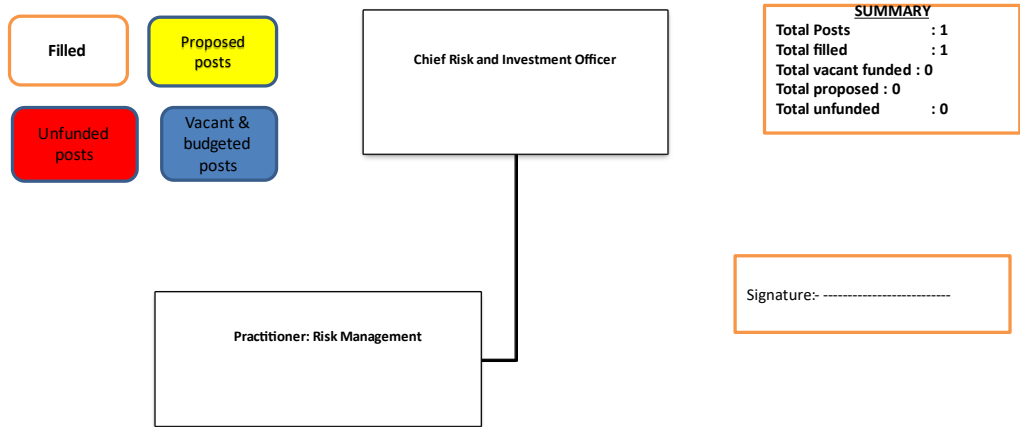 Filled
Proposed
posts
Unfunded
posts
Vacant &
budgeted
posts
Chief Risk and Investment Officer
SUMMARY
Total Posts : 1
Total filled : 1
Total vacant funded : 0
Total proposed : 0
Total unfunded : 0
Practitioner: Risk Management
Signature:- --------------------------